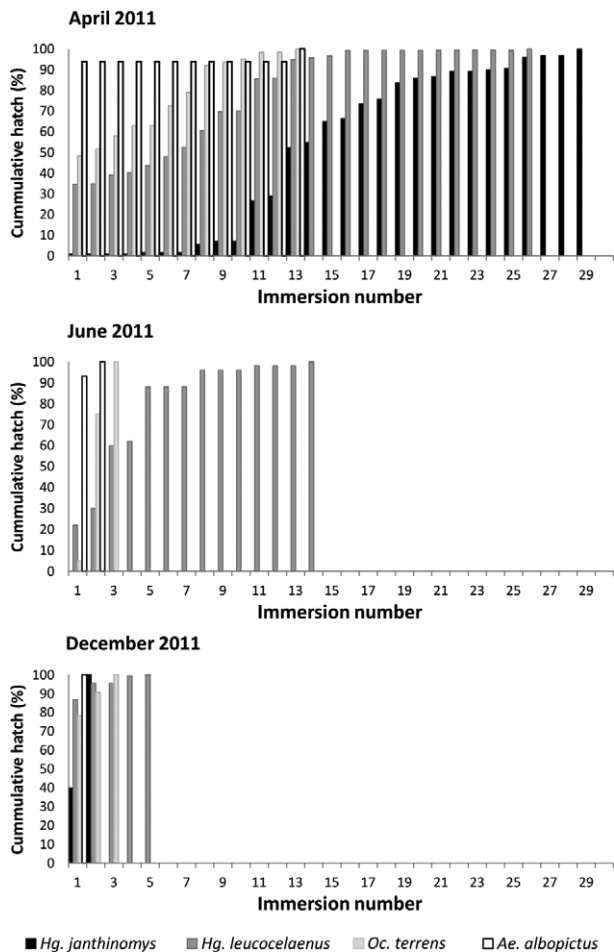 April 2011
Cummulative hatch (%)
100
90
80
70
60
50
40
30
20
10
0
1 3 5 7 9 11 13 15 17 19 21 23 25 27 29
Immersion number
June 2011
Cummulative hatch (%)
100
90
80
70
60
50
40
30
20
10
0
1 3 5 7 9 11 13 15 17 19 21 23 25 27 29
Immersion number
December 2011
Cummulative hatch (%)
100
90
80
70
60
50
40
30
20
10
0
1 3 5 7 9 11 13 15 17 19 21 23 25 27 29
Immersion number
Hg. janthinomys Hg. leucocelaenus Oc. terrens Ae. albopictus